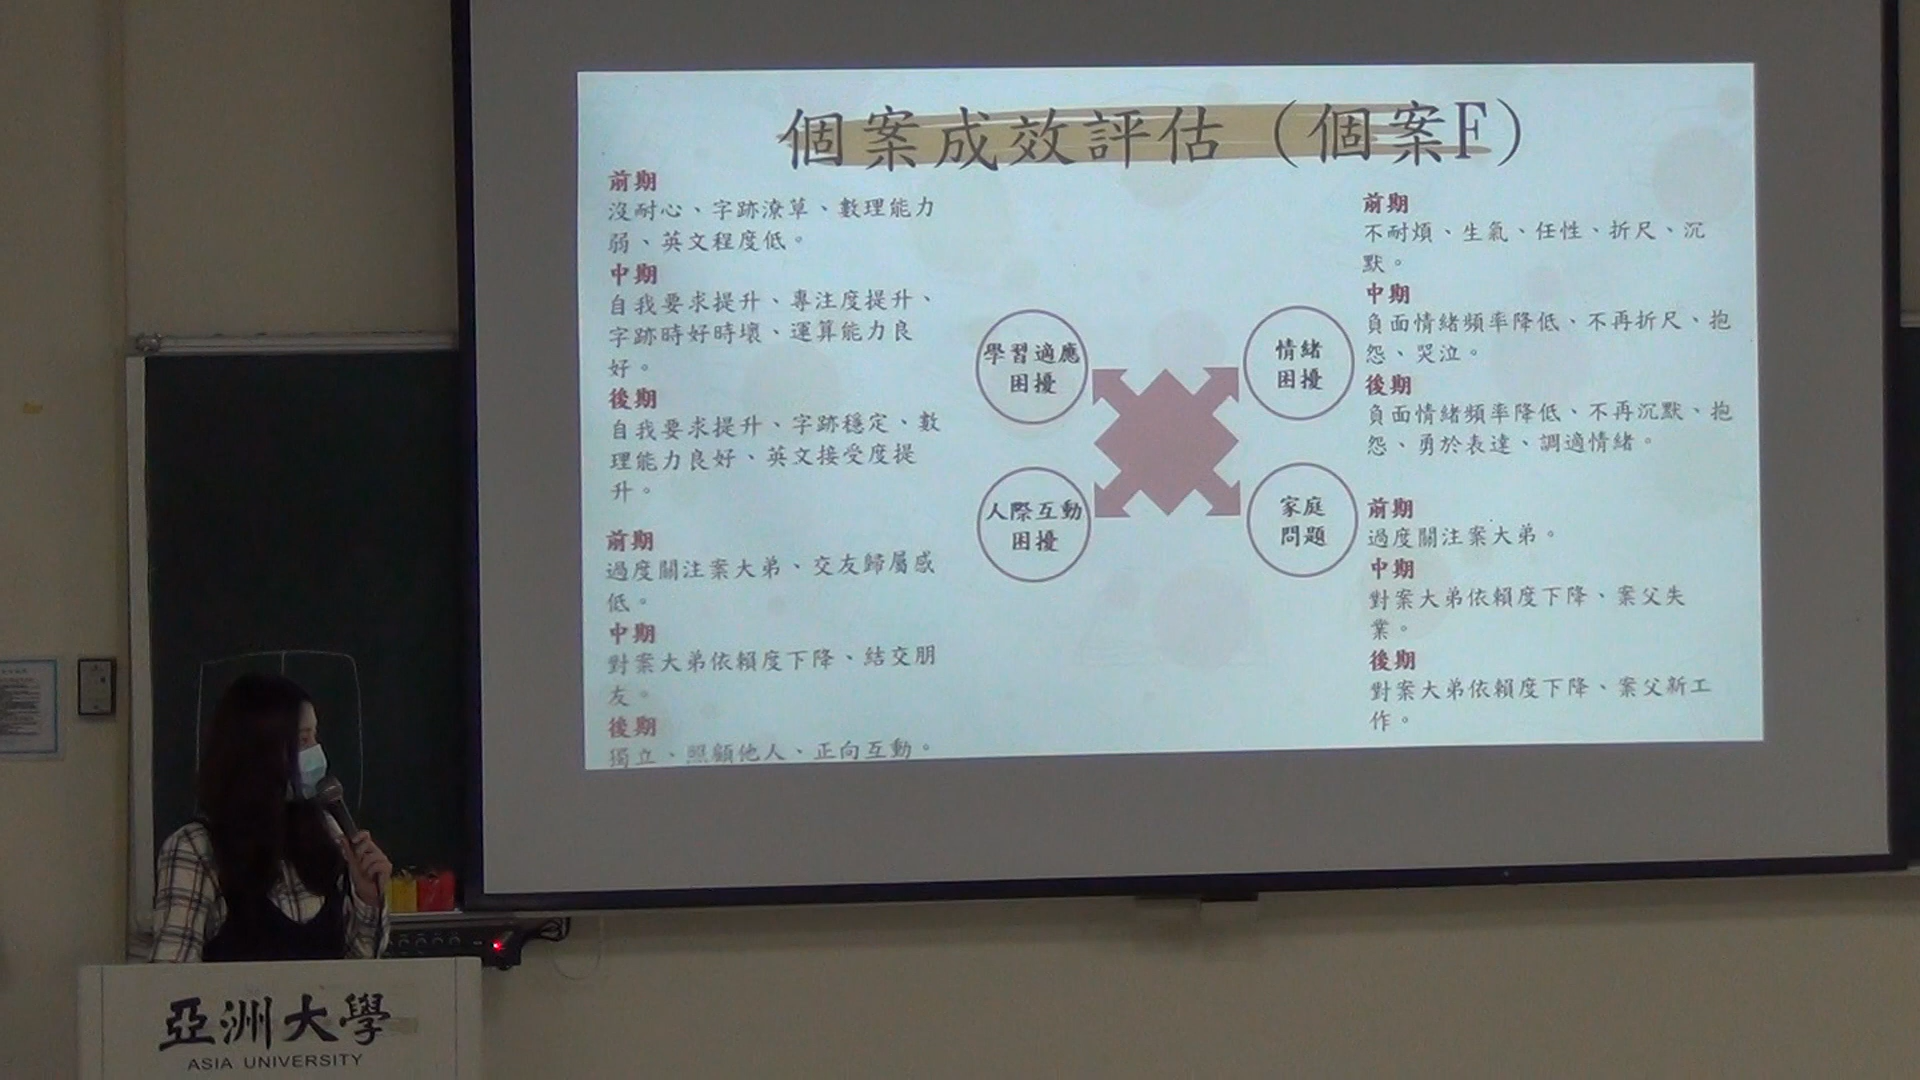 個案成效評估（個案F）
前期
沒耐心、字跡潦草、數理能力
弱、英文程度低。
中期
自我要求提升、專注度提升、
字跡時好時壞、運算能力良
好。
後期
自我要求提升、字跡穩定、數
理能力良好、英文接受度提
升。
前期
過度關注案大弟、交友歸屬感
低。
中期
對案大弟依賴度下降、結交朋
友。
後期
獨立、照顧他人、正向互動。
學習適應
困擾
情緒
困擾
人際互動
困擾
家庭
問題
前期
不耐煩、生氣、任性、折尺、沉
默。
中期
負面情緒頻率降低、不再折尺、抱
怨、哭泣。
後期
負面情緒頻率降低、不再沉默、抱
怨、勇於表達、調適情緒。
前期
過度關注案大弟。
中期
對案大弟依賴度下降、案父失
業。
後期
對案大弟依賴度下降、案父新工
作。
亞洲大學
ASIA UNIVERSITY